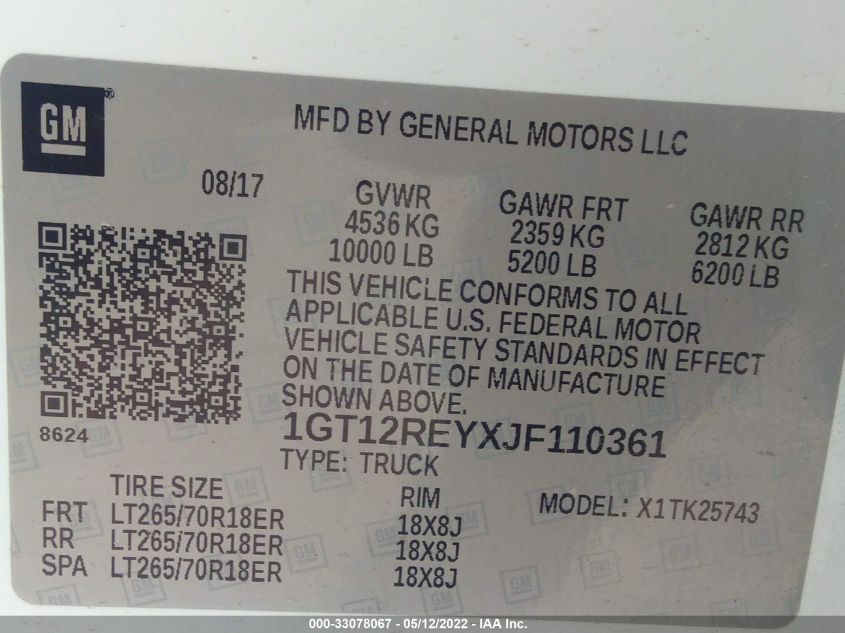 GM®
MFD BY GENERAL MOTORS LLC
08/17
GVWR
4536 KG
10000 LB
GAWR FRT
2359 KG
5200 LB
GAWR RR
2812 KG
6200 LB
THIS VEHICLE CONFORMS TO ALL
APPLICABLE U.S. FEDERAL MOTOR
VEHICLE SAFETY STANDARDS IN EFFECT
ON THE DATE OF MANUFACTURE
SHOWN ABOVE.
8624
1GT12REYXJF110361
TYPE: TRUCK
TIRE SIZE RIM MODEL: X1TK25743
FRT LT265/70R18ER 18X8J
RR LT265/70R18ER 18X8J
SPA LT265/70R18ER 18X8J
000-33078067 - 05/12/2022 - IAA Inc.